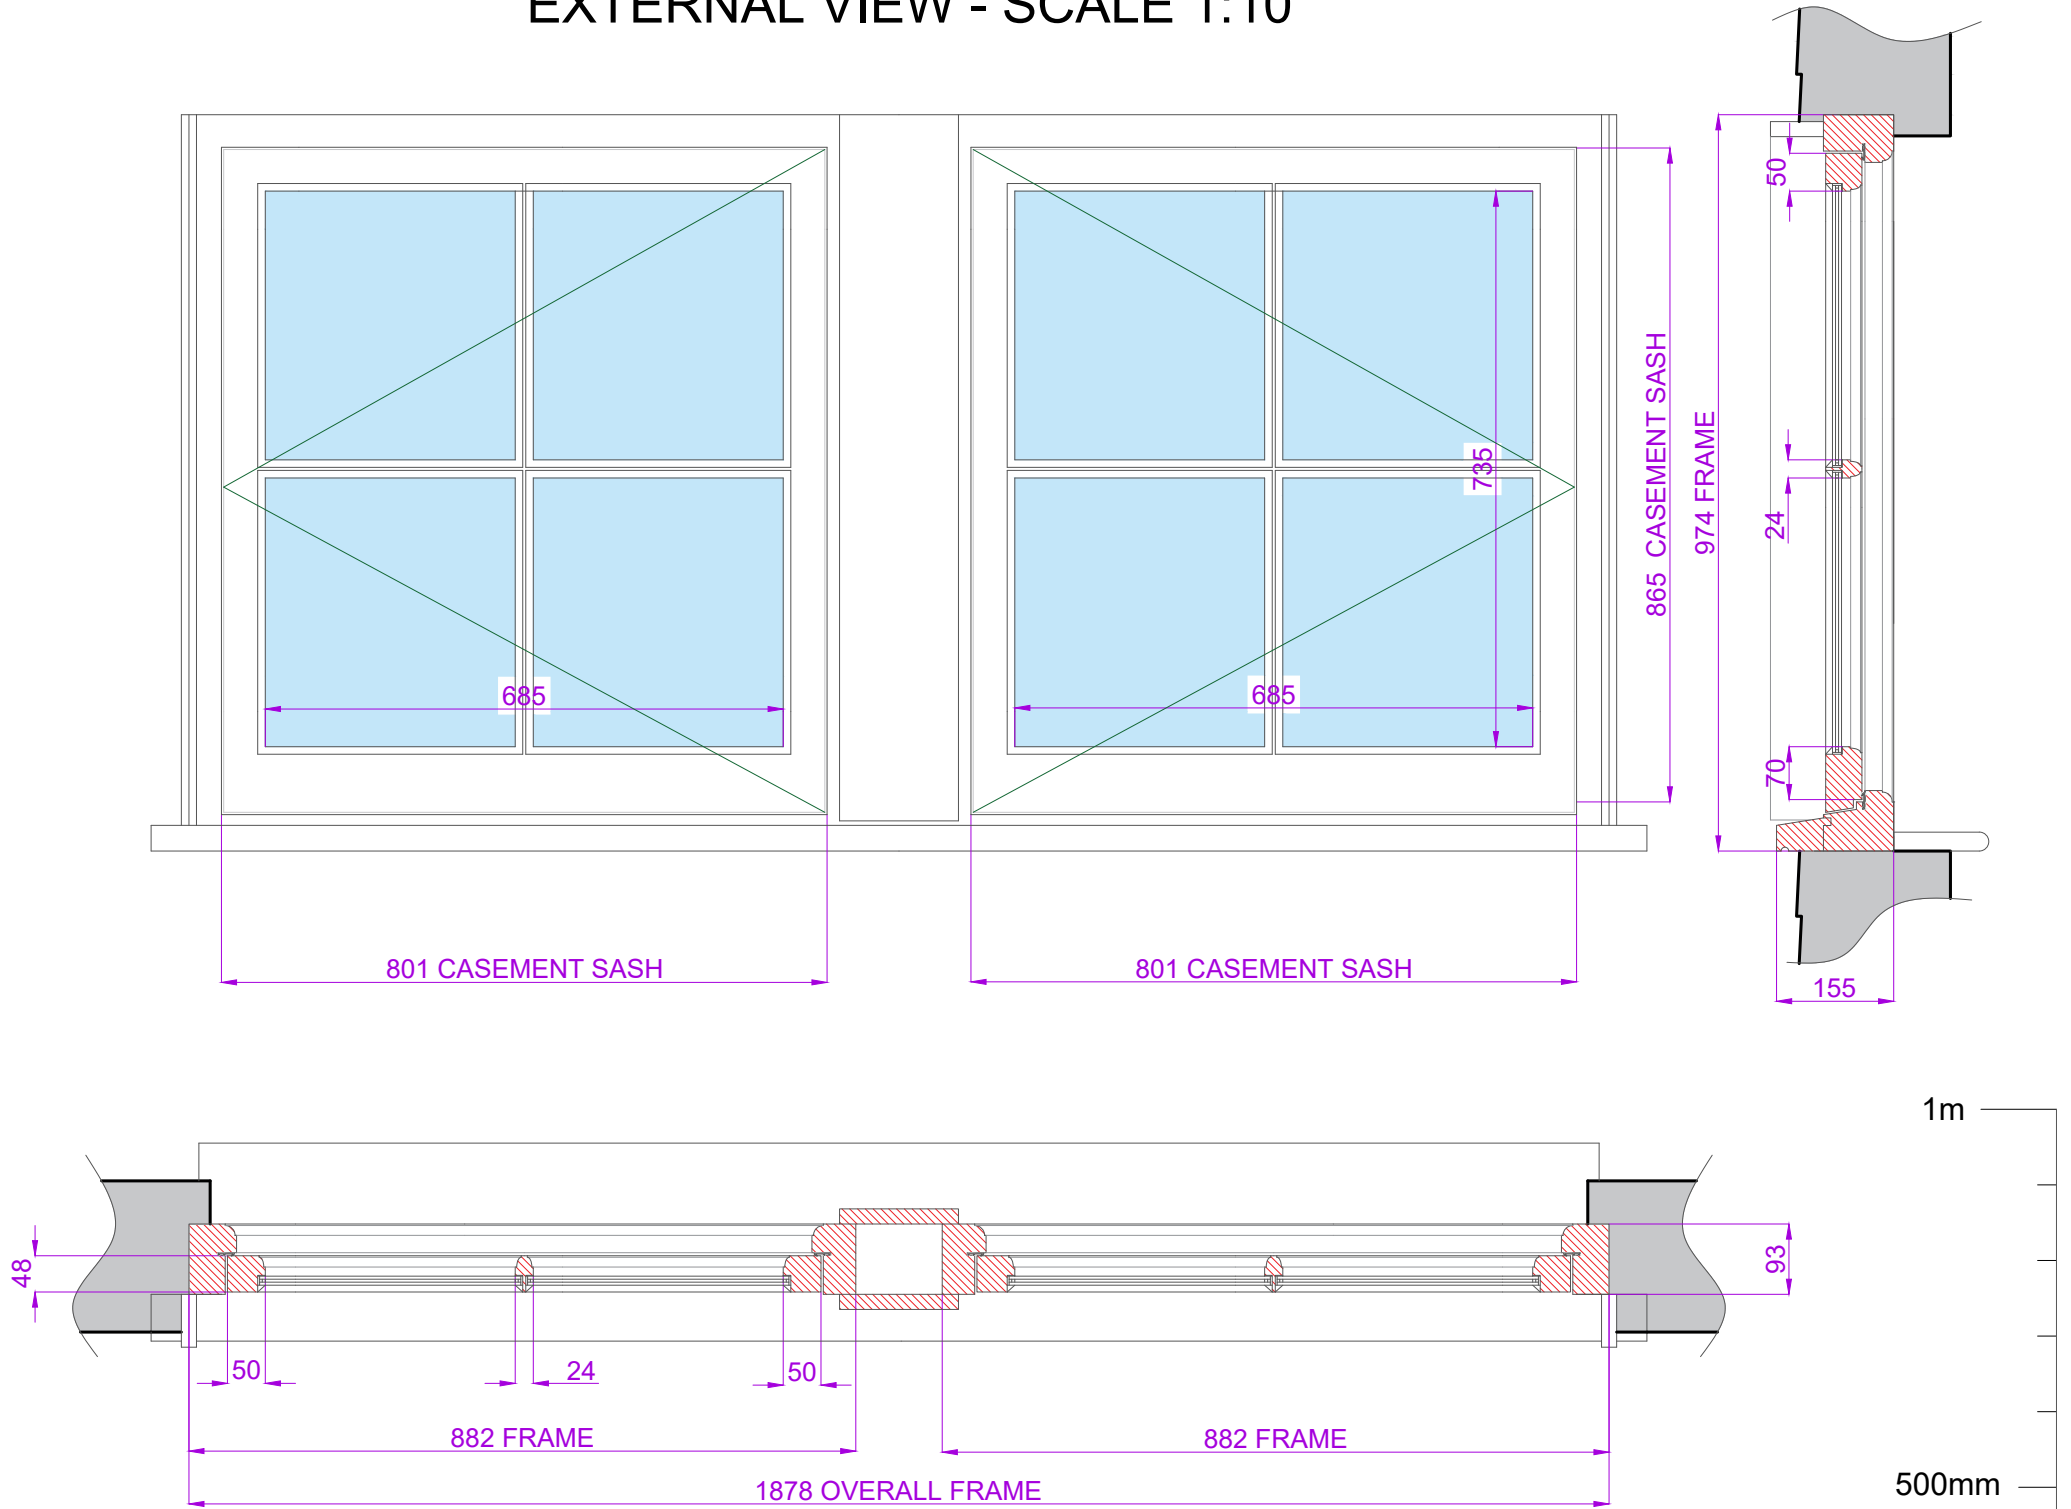 EXTERNAL VIEW - SCALE 1:10
50
735
865 CASEMENT SASH
974 FRAME
24
685
685
70
801 CASEMENT SASH
801 CASEMENT SASH
155
1m
48
93
50
24
50
882 FRAME
882 FRAME
1878 OVERALL FRAME
500mm